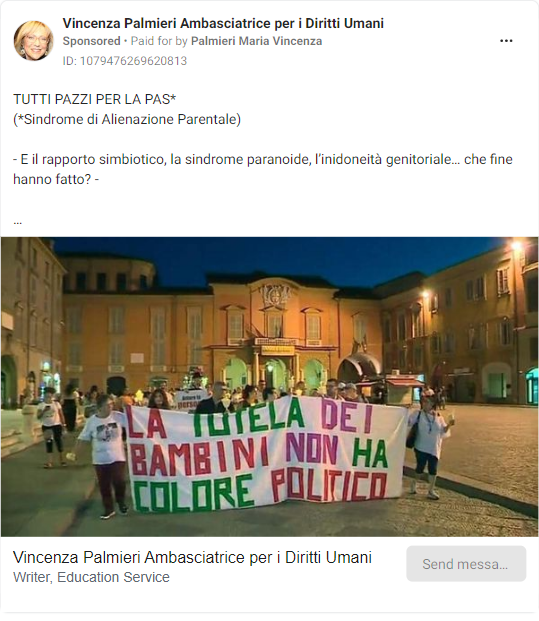 Vincenza Palmieri Ambasciatrice per i Diritti Umani
Sponsored • Paid for by Palmieri Maria Vincenza
ID: 1079476269620813
TUTTI PAZZI PER LA PAS*
(*Sindrome di Alienazione Parentale)
- E il rapporto simbiotico, la sindrome paranoide, l'inidoneità genitoriale… che fine
hanno fatto? -
...
LA TUTELA DEI
BAMBINI NON HA
COLORE POLITICO
Vincenza Palmieri Ambasciatrice per i Diritti Umani
Writer, Education Service
Send messa...